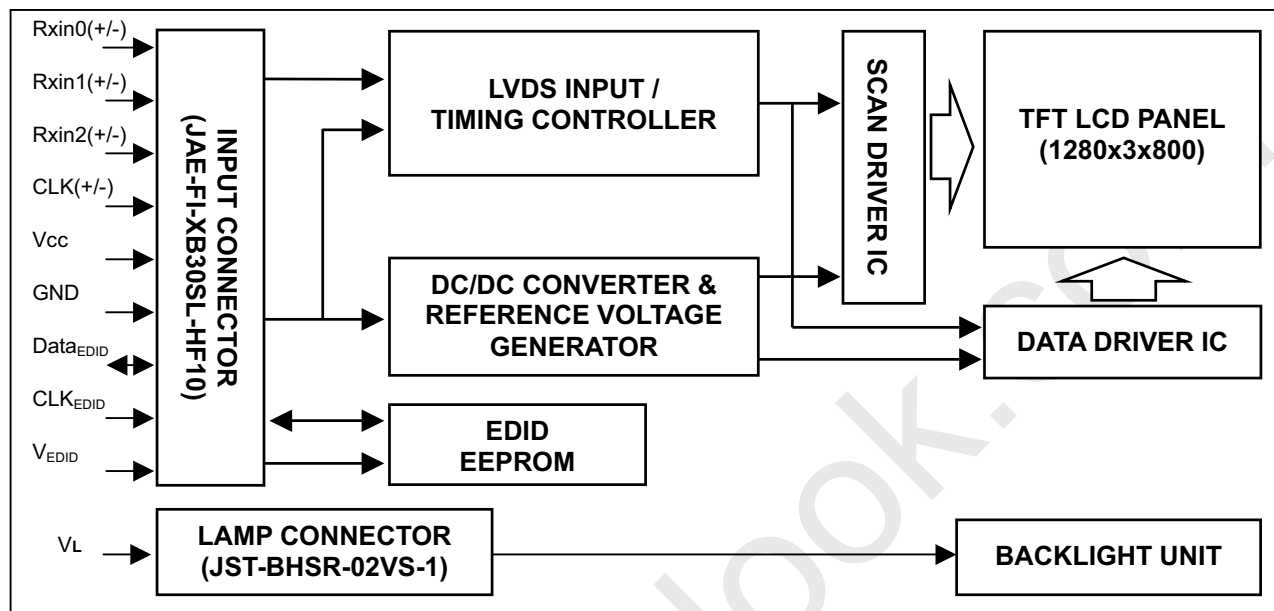 Rxin0(+/-)
Rxin1(+/-)
Rxin2(+/-)
CLK(+/-)
Vcc
GND
DataEDID
CLKEDID
VEDID
VL
INPUT CONNECTOR
(JAE-FI-XB30SL-HF10)
LVDS INPUT /
TIMING CONTROLLER
DC/DC CONVERTER &
REFERENCE VOLTAGE
GENERATOR
EDID
EEPROM
LAMP CONNECTOR
(JST-BHSR-02VS-1)
SCAN DRIVER IC
TFT LCD PANEL
(1280x3x800)
DATA DRIVER IC
BACKLIGHT UNIT